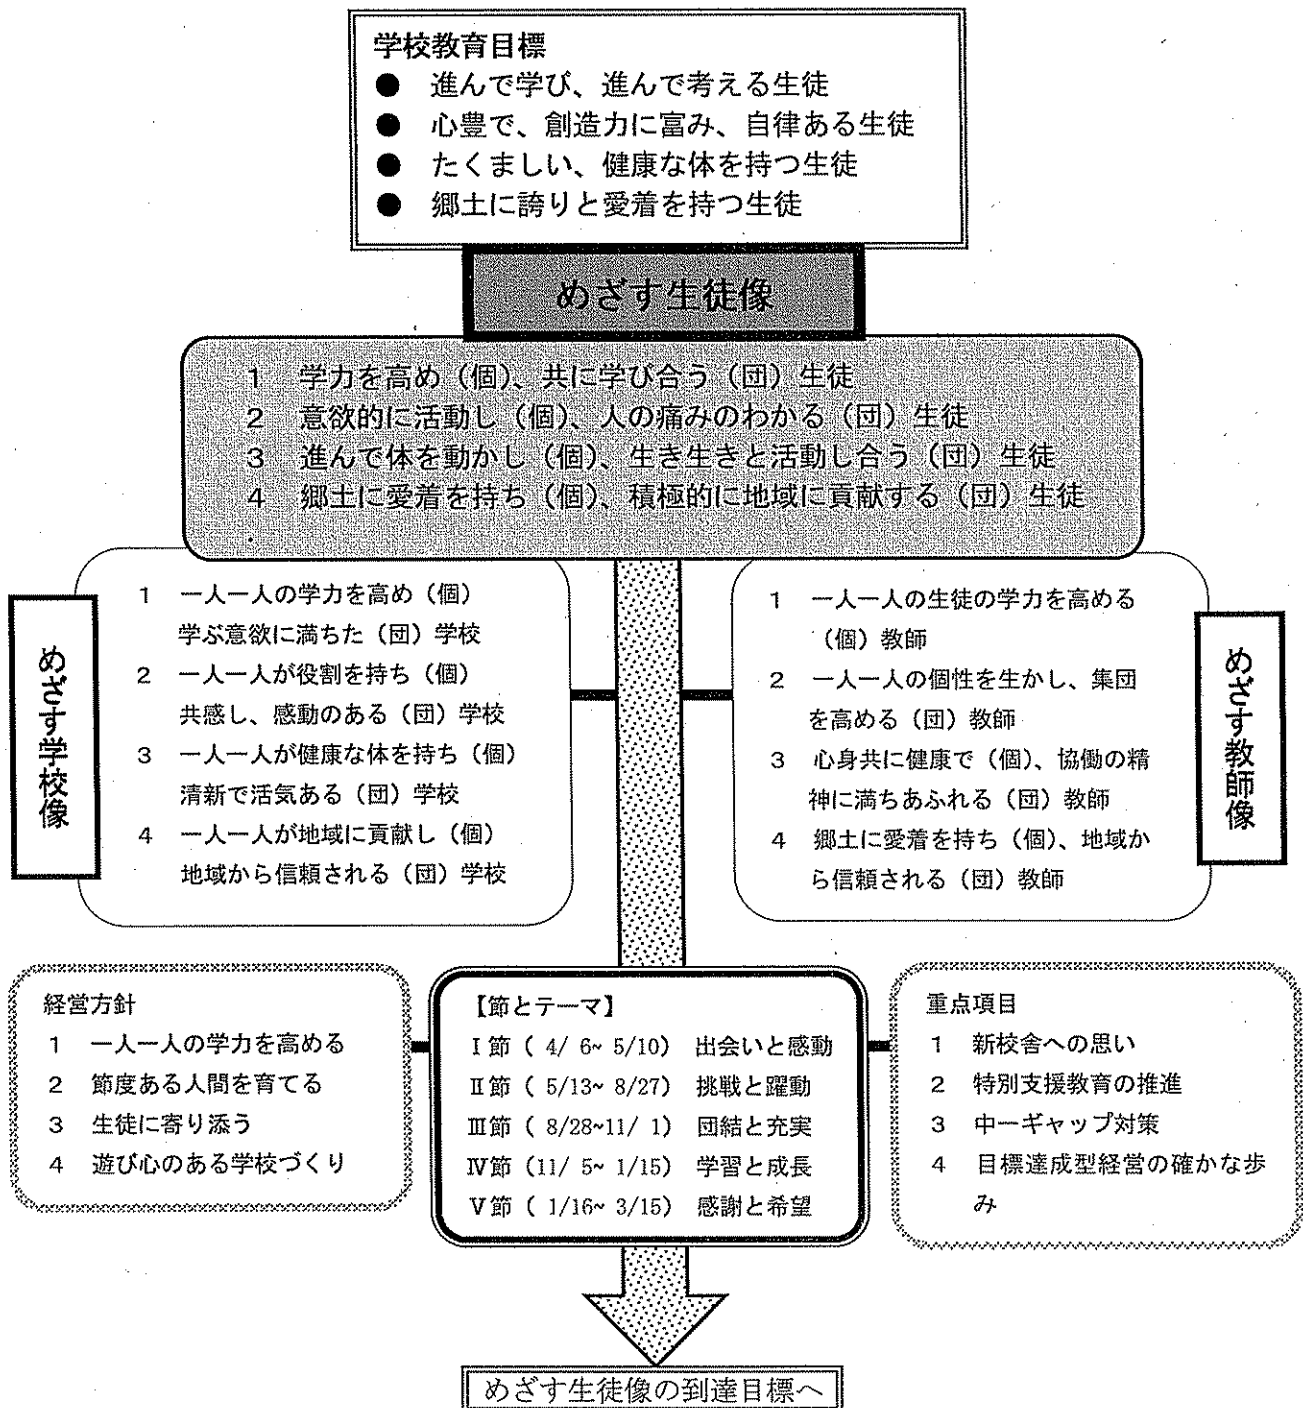 学校教育目標
● 進んで学び、進んで考える生徒
● 心豊で、創造力に富み、自律ある生徒
● たくましい、健康な体を持つ生徒
● 郷土に誇りと愛着を持つ生徒
めざす生徒像
1 学力を高め（個）、共に学び合う（団）生徒
2 意欲的に活動し（個）、人の痛みのわかる（団）生徒
3 進んで体を動かし（個）、生き生きと活動し合う（団）生徒
4 郷土に愛着を持ち（個）、積極的に地域に貢献する（団）生徒
めざす学校像
1 一人一人の学力を高め（個）
学ぶ意欲に満ちた（団）学校
2 一人一人が役割を持ち（個）
共感し、感動のある（団）学校
3 一人一人が健康な体を持ち（個）
清新で活気ある（団）学校
4 一人一人が地域に貢献し（個）
地域から信頼される（団）学校
1 一人一人の生徒の学力を高める
（個）教師
2 一人一人の個性を生かし、集団
を高める（団）教師
3 心身共に健康で（個）、協働の精
神に満ちあふれる（団）教師
4 郷土に愛着を持ち（個）、地域か
ら信頼される（団）教師
めざす教師像
経営方針
1 一人一人の学力を高める
2 節度ある人間を育てる
3 生徒に寄り添う
4 遊び心のある学校づくり
【節とテーマ】
Ⅰ節（ 4/ 6~ 5/10） 出会いと感動
Ⅱ節（ 5/13~ 8/27） 挑戦と躍動
Ⅲ節（ 8/28~11/ 1） 団結と充実
Ⅳ節（11/ 5~ 1/15） 学習と成長
Ⅴ節（ 1/16~ 3/15） 感謝と希望
重点項目
1 新校舎への思い
2 特別支援教育の推進
3 中一ギャップ対策
4 目標達成型経営の確かな歩
み
めざす生徒像の到達目標へ